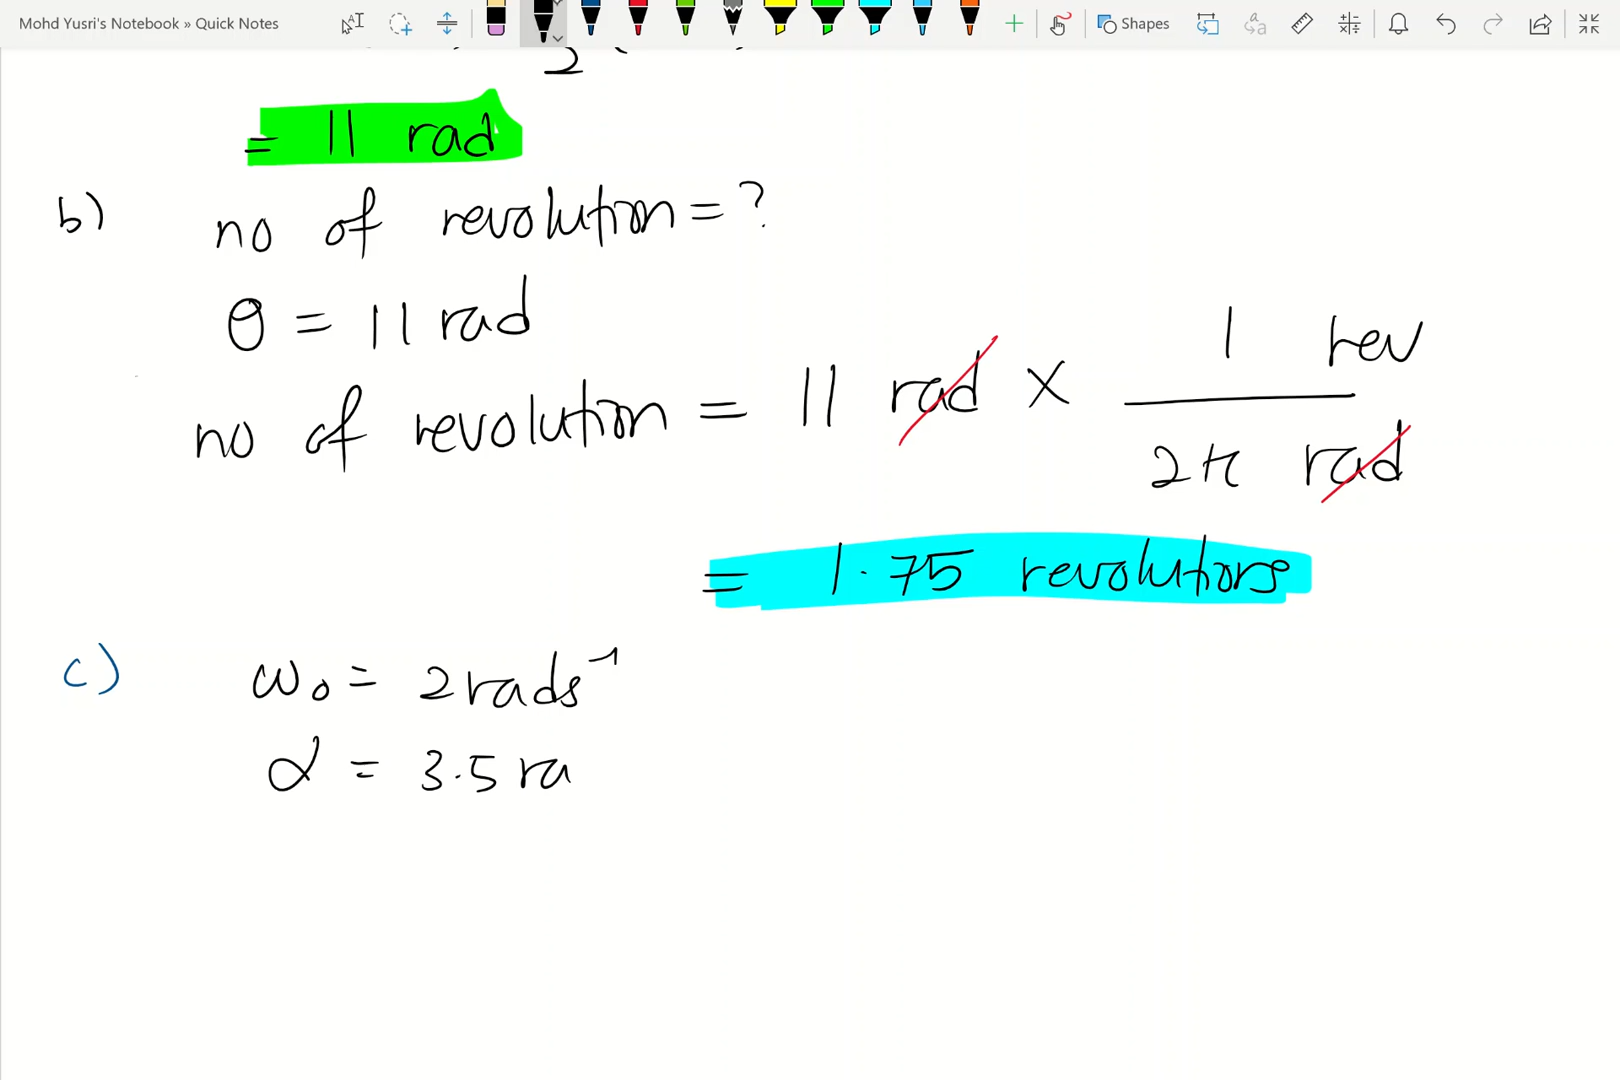 Mohd Yusri's Notebook » Quick Notes
Shapes
2
= 11 rad
b) no of revolution = ?
θ = 11 rad
no of revolution = 11 rad × 1 rev / 2π rad
= 1.75 revolutions
c) ω₀ = 2 rads⁻¹
α = 3.5 ra